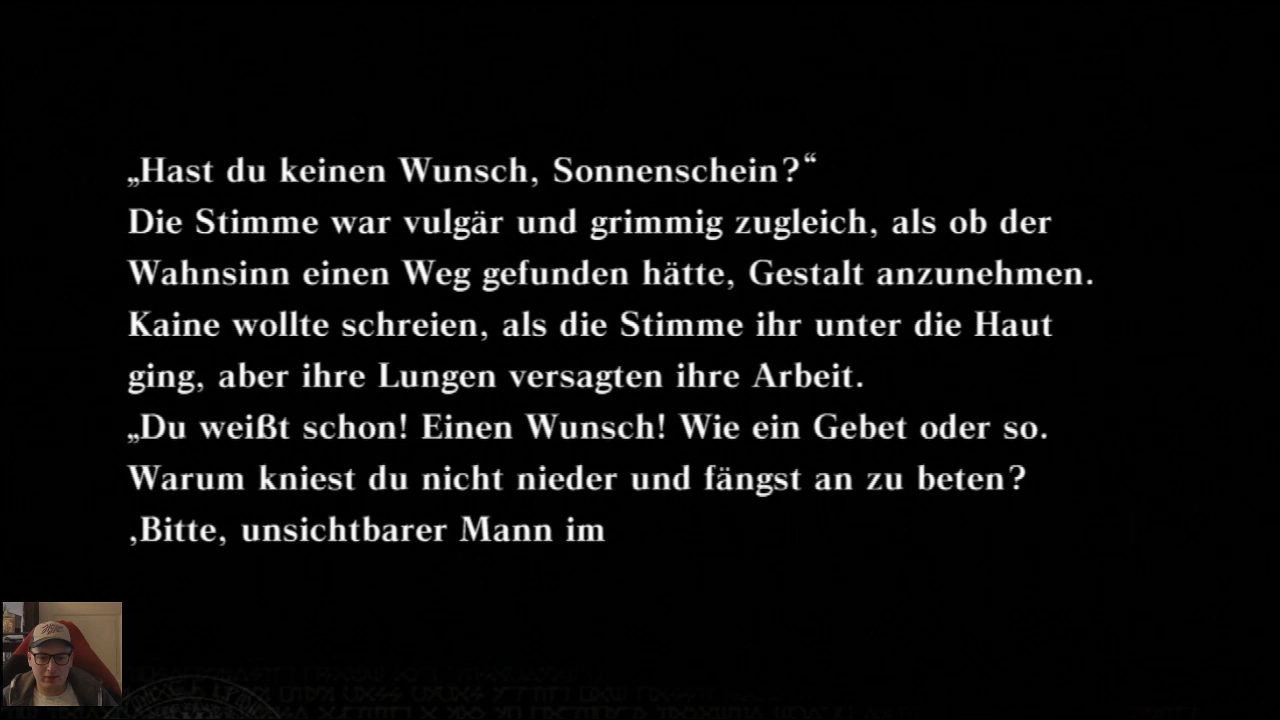 „Hast du keinen Wunsch, Sonnenschein?“
Die Stimme war vulgär und grimmig zugleich, als ob der
Wahnsinn einen Weg gefunden hätte, Gestalt anzunehmen.
Kaine wollte schreien, als die Stimme ihr unter die Haut
ging, aber ihre Lungen versagten ihre Arbeit.
„Du weißt schon! Einen Wunsch! Wie ein Gebet oder so.
Warum kniest du nicht nieder und fängst an zu beten?
‚Bitte, unsichtbarer Mann im